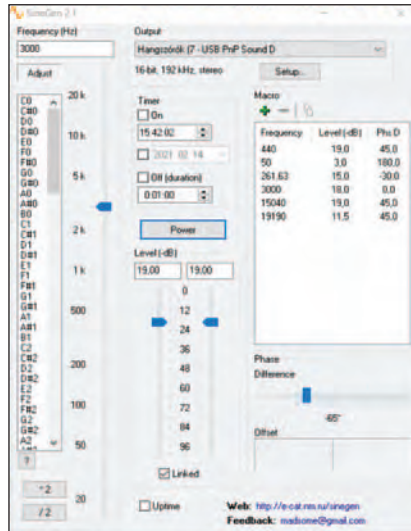 SineGen 2.1
Frequency (Hz)
3000
Adjust
C0
C#0
D0
D#0
E0
F0
F#0
G0
G#0
A0
A#0
B0
C1
C#1
D1
D#1
E1
F1
F#1
G1
G#1
A1
A#1
B1
C2
C#2
D2
D#2
E2
F2
F#2
G2
G#2
A2
?
*2
/ 2
20 k
10 k
5 k
2 k
1 k
500
200
100
50
20
Output
Hangszórók (7 - USB PnP Sound D
16-bit, 192 kHz, stereo
Setup...
Timer
On
15:42:02
2021. 02. 14.
Off (duration)
0:01:00
Power
Level (-dB)
19,00 19,00
0
12
24
36
48
60
72
84
96
Linked
Uptime
Macro
Frequency Level (-dB) Phs.D
440 19,0 45,0
50 3,0 180,0
261.63 15,0 -30.0
3000 18,0 0.0
15040 19,0 45,0
19190 11,5 45,0
Phase
Difference
-65°
Offset
Web: http://e-cat.res.ru/sinegen
Feedback: madsome@gmail.com